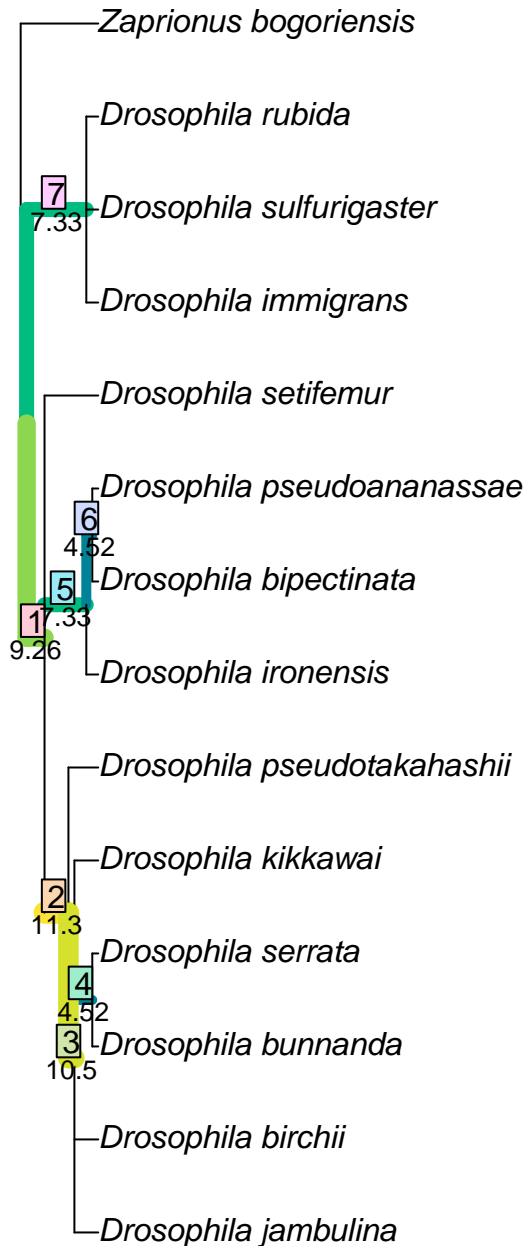 Zaprionus bogoriensis
Drosophila rubida
7
Drosophila sulfurigaster
7.33
Drosophila immigrans
Drosophila setifemur
Drosophila pseudoananassae
6
4.52
Drosophila bipectinata
5
7.33
1
9.26
Drosophila ironensis
Drosophila pseudotakahashii
Drosophila kikkawai
2
11.3
Drosophila serrata
4
4.52
Drosophila bunnanda
3
10.5
Drosophila birchii
Drosophila jambulina